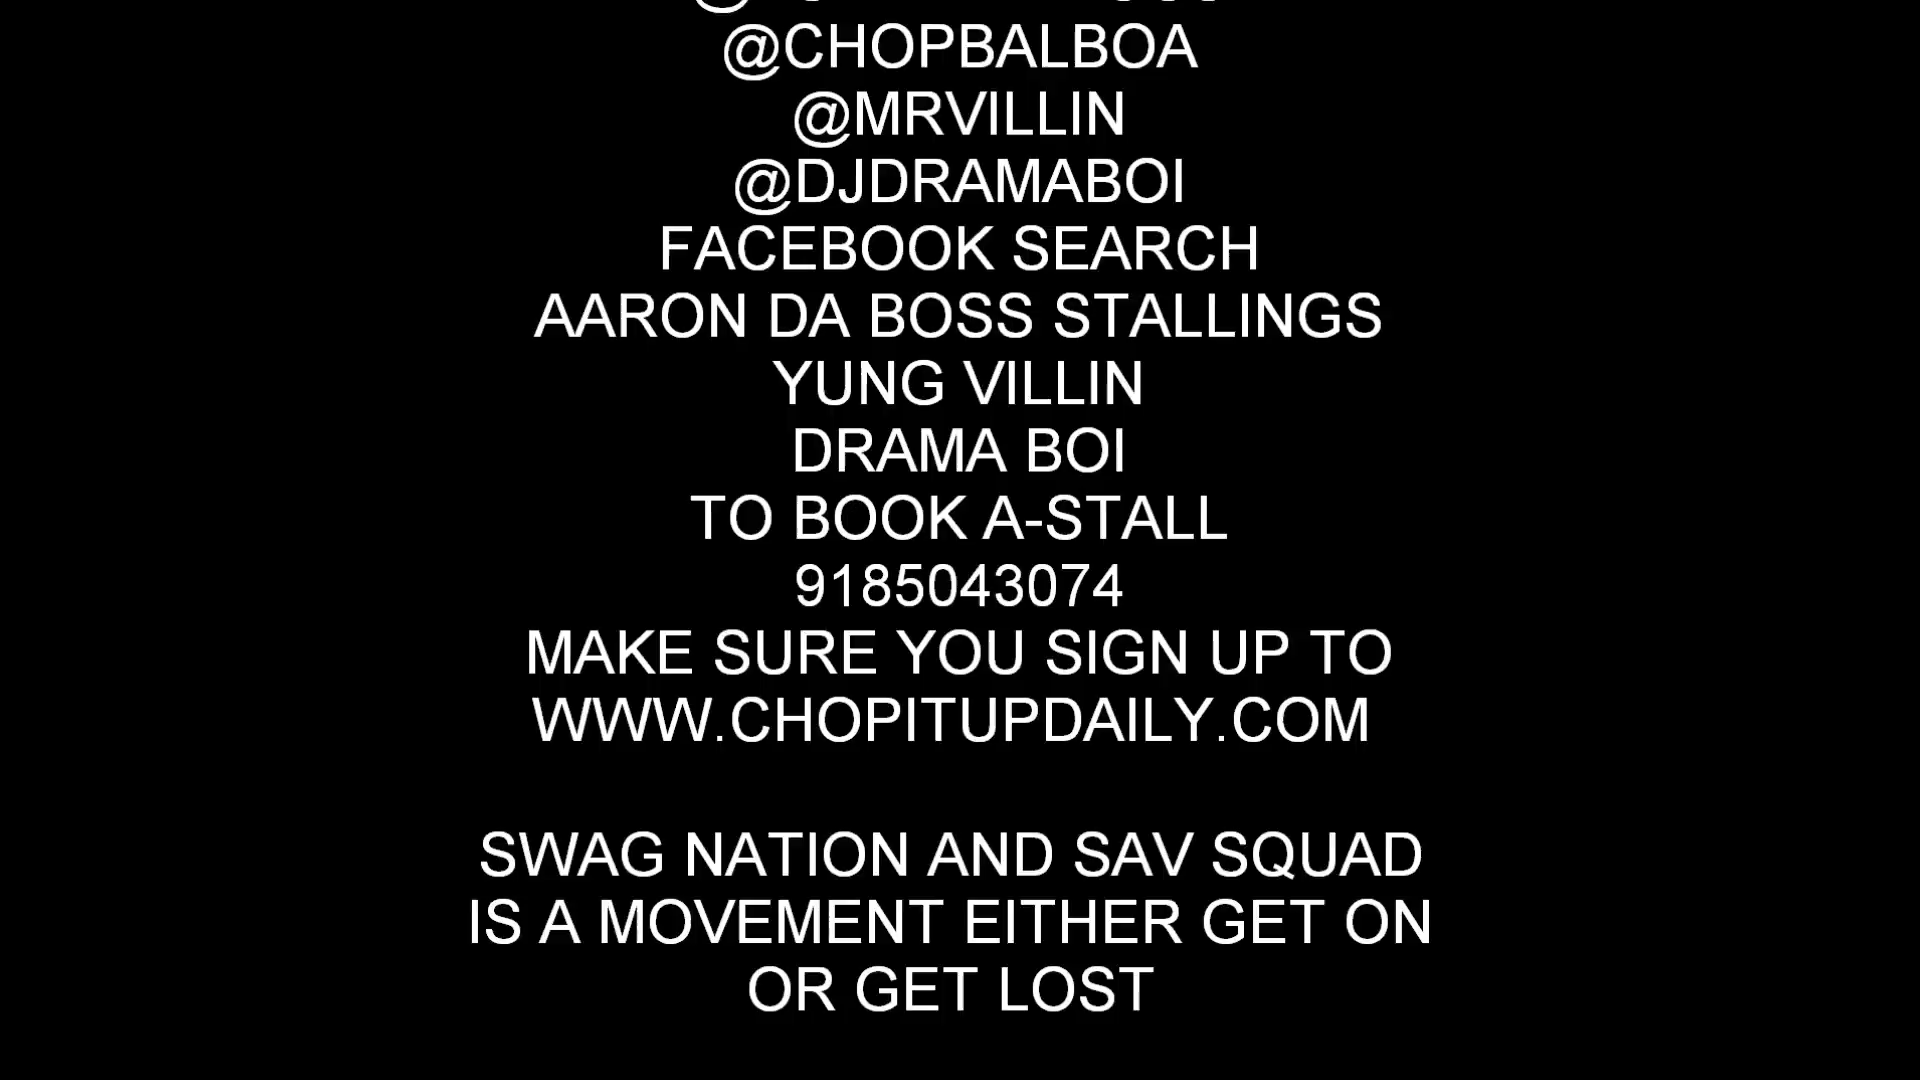 @CHOPBALBOA
@MRVILLIN
@DJDRAMABOI
FACEBOOK SEARCH
AARON DA BOSS STALLINGS
YUNG VILLIN
DRAMA BOI
TO BOOK A-STALL
9185043074
MAKE SURE YOU SIGN UP TO
WWW.CHOPITUPDAILY.COM
SWAG NATION AND SAV SQUAD
IS A MOVEMENT EITHER GET ON
OR GET LOST